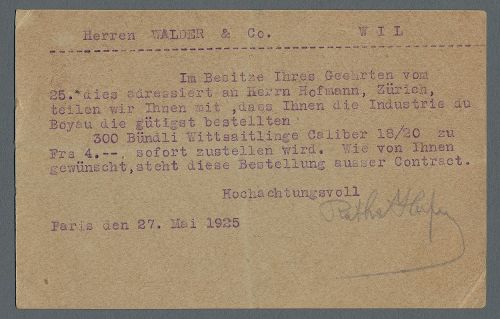 Herren WALDER & Co. W I L
Im Besitze Ihres Geehrten vom
25. dies adressiert an Herrn Hofmann, Zürich,
teilen wir Ihnen mit ,dass Ihnen die Industrie du
Boyau die gütigst bestellten
300 Bündli Wittsaitlinge Caliber 18/20 zu
Frs 4.--, sofort zustellen wird. Wie von Ihnen
gewünscht,steht diese Bestellung ausser Contract.
Hochachtungsvoll
Paris den 27. Mai 1925